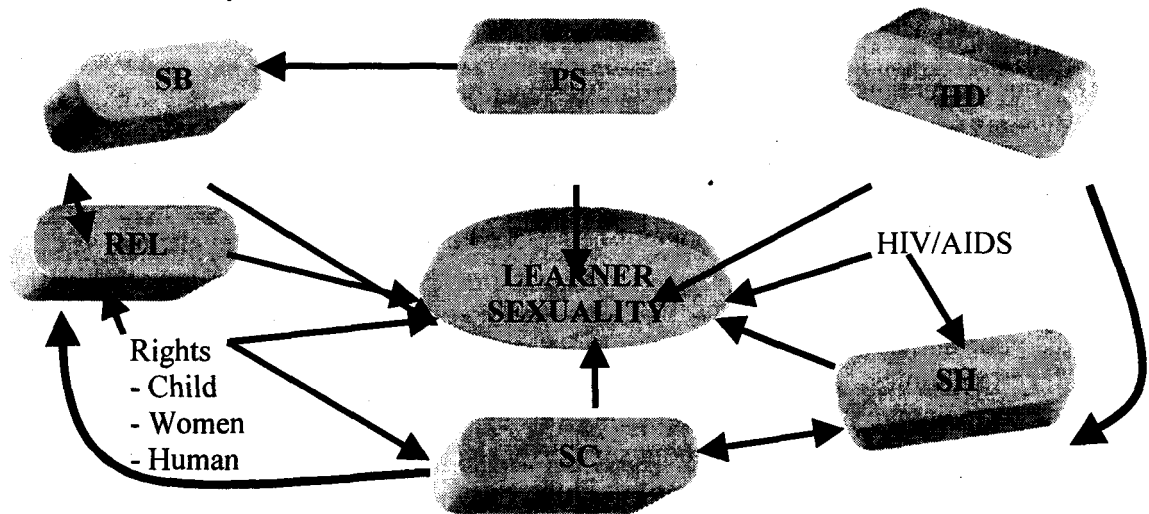 SB
PS
HD
REL
LEARNER
SEXUALITY
HIV/AIDS
Rights
- Child
- Women
- Human
SH
SC